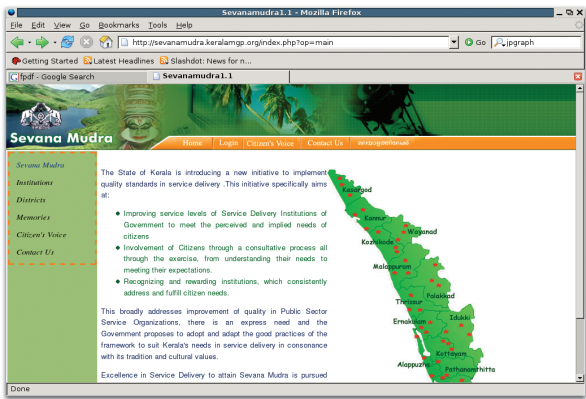 Sevanamudra1.1 - Mozilla Firefox
File Edit View Go Bookmarks Tools Help
http://sevanamudra.keralamgp.org/index.php?op=main
Go
jpgraph
Getting Started
Latest Headlines
Slashdot: News for n...
fpdf - Google Search
Sevanamudra1.1
Sevana Mudra
Home
Login
Citizen's Voice
Contact Us
Sevana Mudra
Institutions
Districts
Memories
Citizen's Voice
Contact Us
The State of Kerala is introducing a new initiative to implement
quality standards in service delivery .This initiative specifically aims
at:
Improving service levels of Service Delivery Institutions of
Government to meet the perceived and implied needs of
citizens
Involvement of Citizens through a consultative process all
through the exercise, from understanding their needs to
meeting their expectations.
Recognizing and rewarding institutions, which consistently
address and fulfill citizen needs.
This broadly addresses improvement of quality in Public Sector
Service Organizations, there is an express need and the
Government proposes to adopt and adapt the good practices of the
framework to suit Kerala's needs in service delivery in consonance
with its tradition and cultural values.
Excellence in Service Delivery to attain Sevana Mudra is pursued
Kasargod
Kannur
Wayanad
Kozhikode
Malappuram
Palakkad
Thrissur
Idukki
Ernakulam
Kottayam
Alappuzha
Pathanamthitta
Done